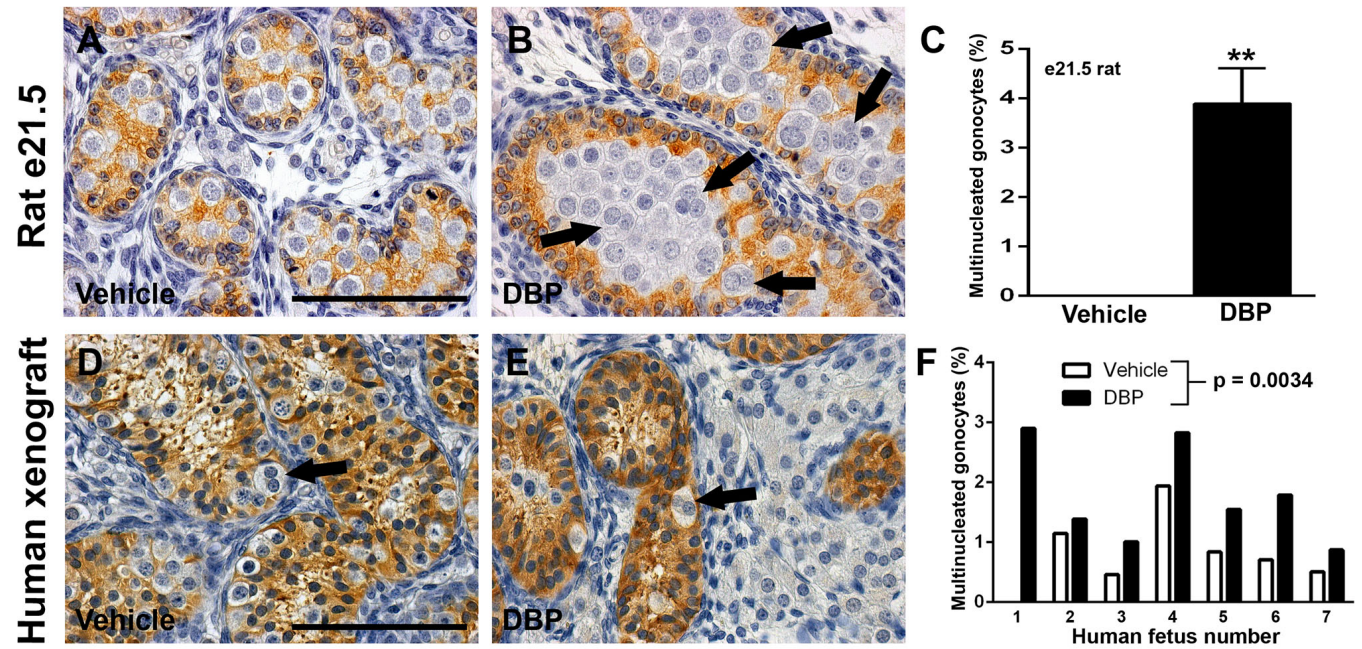 Rat e21.5
A
Vehicle
B
DBP
C
Multinucleated gonocytes (%)
5
4
3
2
1
0
e21.5 rat
**
Vehicle
DBP
Human xenograft
D
Vehicle
E
DBP
F
Multinucleated gonocytes (%)
4
3
2
1
0
Vehicle
DBP
p = 0.0034
1 2 3 4 5 6 7
Human fetus number